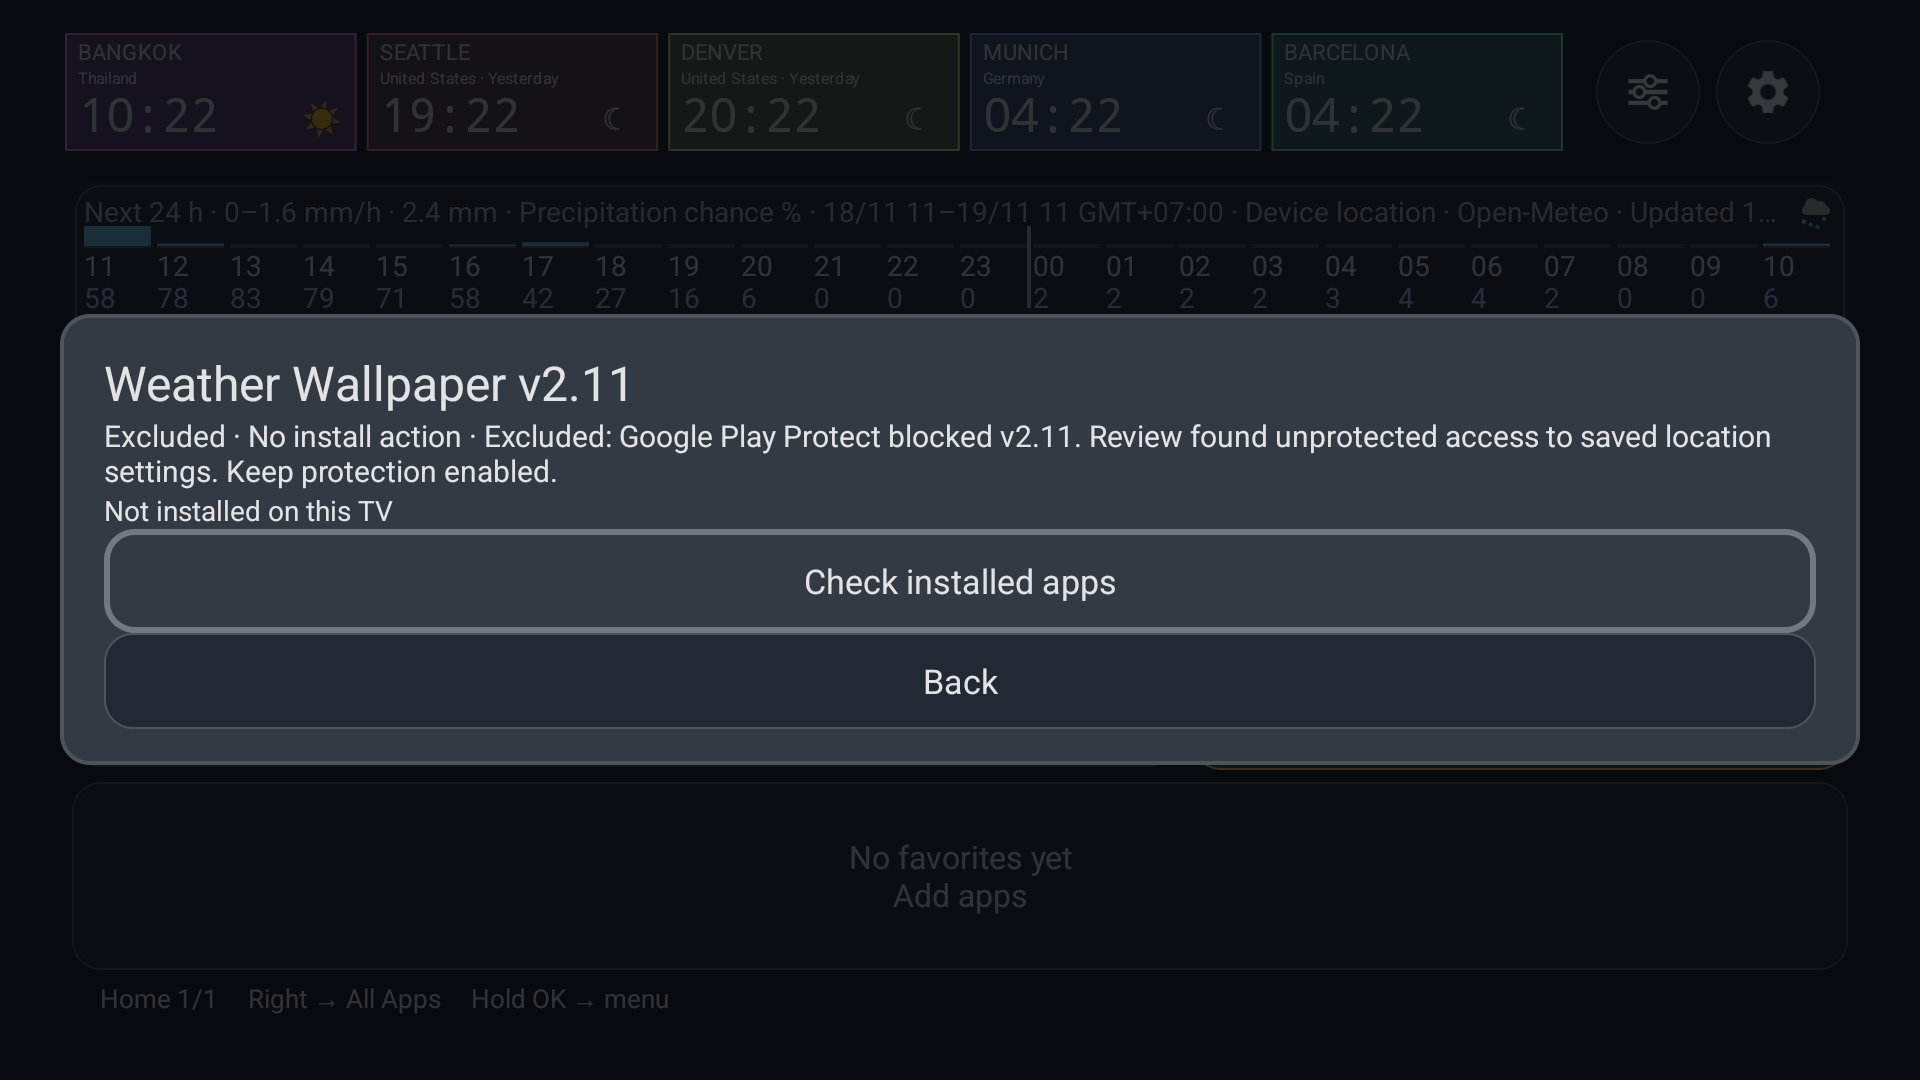 BANGKOK
Thailand
10:22
SEATTLE
United States · Yesterday
19:22
DENVER
United States · Yesterday
20:22
MUNICH
Germany
04:22
BARCELONA
Spain
04:22
Next 24 h · 0–1.6 mm/h · 2.4 mm · Precipitation chance % · 18/11 11–19/11 11 GMT+07:00 · Device location · Open-Meteo · Updated 1…
11 12 13 14 15 16 17 18 19 20 21 22 23 00 01 02 03 04 05 06 07 08 09 10
58 78 83 79 71 58 42 27 16 6 0 0 0 2 2 2 2 3 4 4 2 0 0 6
Weather Wallpaper v2.11
Excluded · No install action · Excluded: Google Play Protect blocked v2.11. Review found unprotected access to saved location
settings. Keep protection enabled.
Not installed on this TV
Check installed apps
Back
No favorites yet
Add apps
Home 1/1 Right → All Apps Hold OK → menu